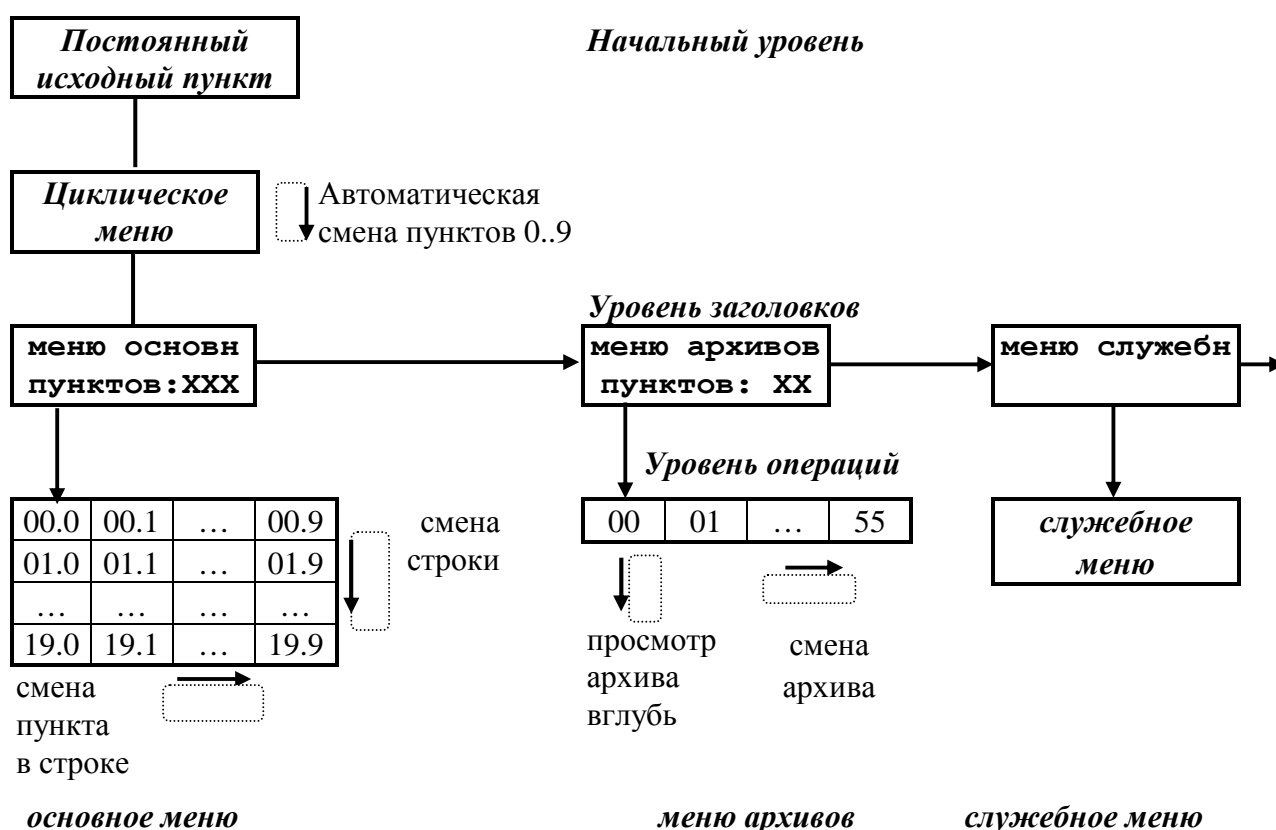 Постоянный
исходный пункт
Начальный уровень
Циклическое
меню
Автоматическая
смена пунктов 0..9
Уровень заголовков
меню основн
пунктов:XXX
меню архивов
пунктов: XX
меню служебн
Уровень операций
00.0 00.1 … 00.9
01.0 01.1 … 01.9
… … … …
19.0 19.1 … 19.9
смена
строки
00 01 … 55
служебное
меню
смена
пункта
в строке
просмотр
архива
вглубь
смена
архива
основное меню
меню архивов
служебное меню